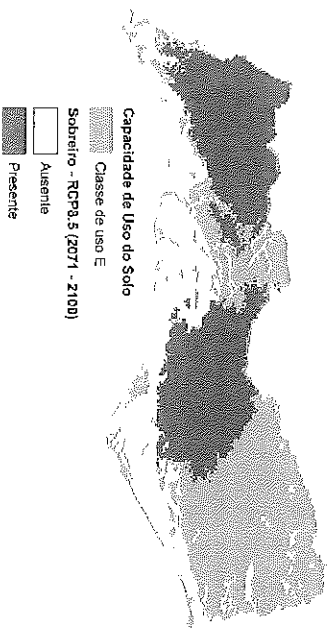 Capacidade de Uso do Solo
Classe de uso E
Sobreiro - RCP8.5 (2071 - 2100)
Ausente
Presente